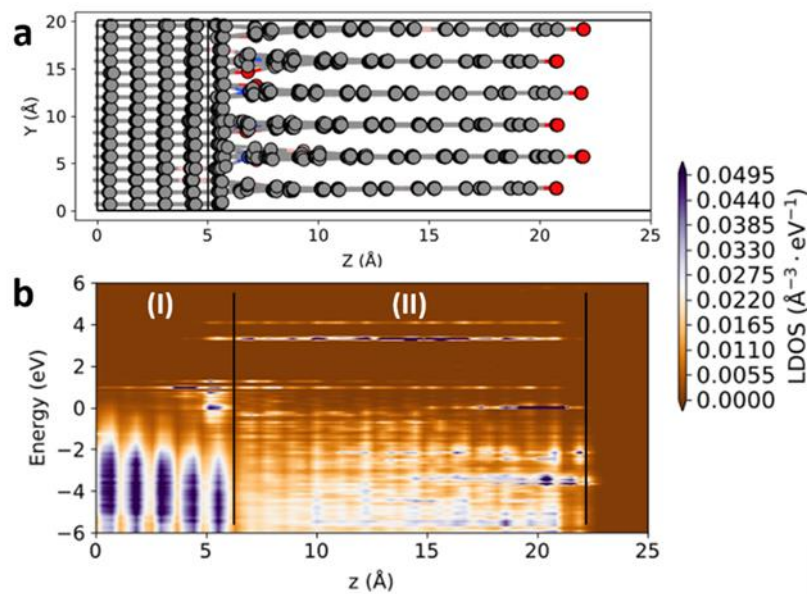 a
20
15
10
5
0
Y (Å)
0 5 10 15 20 25
Z (Å)
b
(I) (II)
6
4
2
0
−2
−4
−6
Energy (eV)
0 5 10 15 20 25
z (Å)
0.0495
0.0440
0.0385
0.0330
0.0275
0.0220
0.0165
0.0110
0.0055
0.0000
LDOS (Å⁻³ · eV⁻¹)